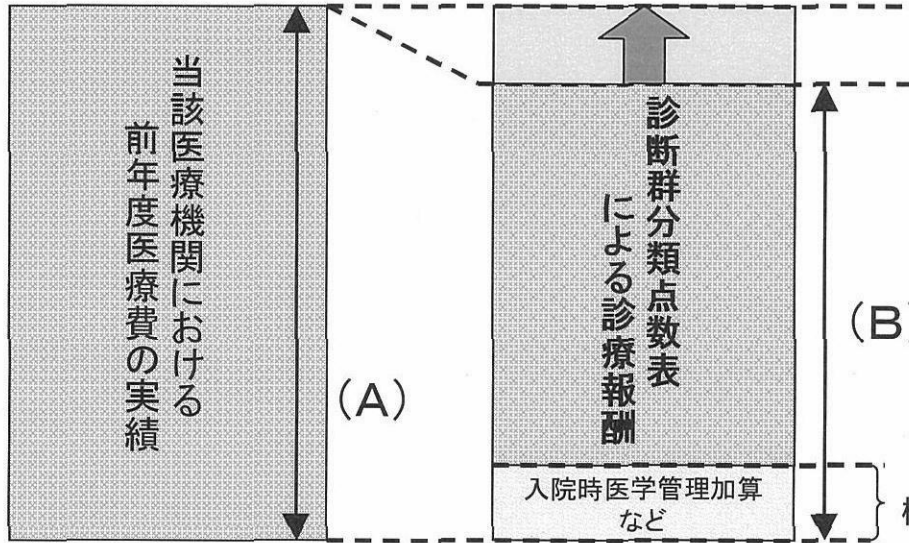 当該医療機関における
前年度医療費の実績
(A)
診断群分類点数表
による診療報酬
(B)
入院時医学管理加算
など